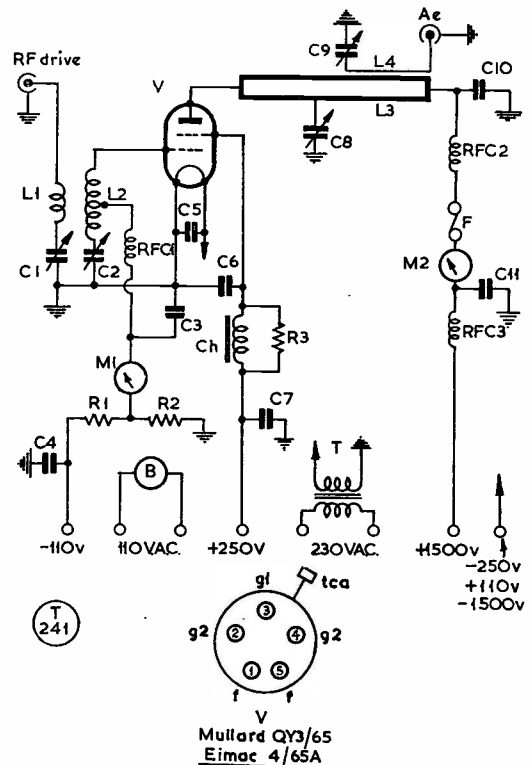 Ae
RF drive
C9
L4
V
C10
L3
C8
RFC2
L1
L2
C5
F
RFC1
C6
M2
C1
C2
C11
C3
R3
Ch
RFC3
M1
R1
R2
C7
C4
T
B
-110v
110VAC.
+250V
230VAC.
+1500v
-250v
+110v
-1500v
T
241
g1
tca
3
g2
2
4
g2
1
5
f
f
V
Mullard QY3/65
Eimac 4/65A